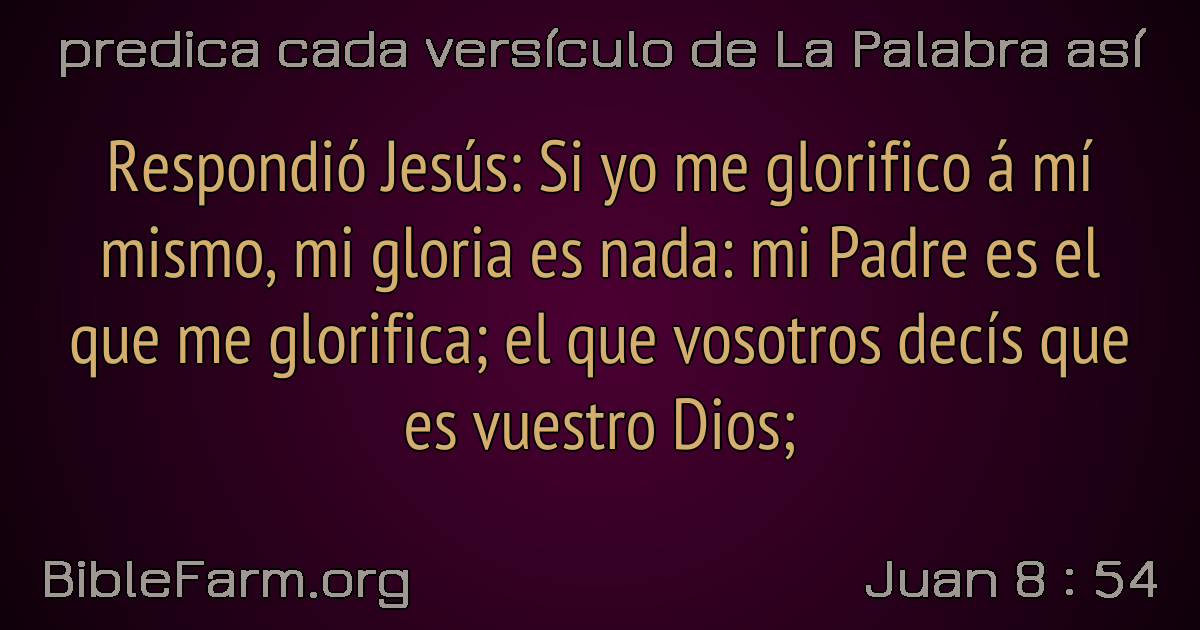 predica cada versículo de La Palabra así
Respondió Jesús: Si yo me glorifico á mí
mismo, mi gloria es nada: mi Padre es el
que me glorifica; el que vosotros decís que
es vuestro Dios;
BibleFarm.org
Juan 8 : 54